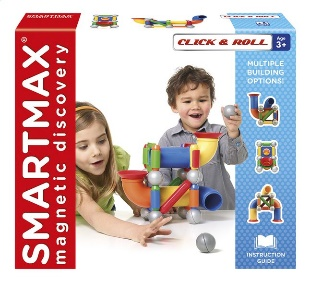 SMARTMAX
magnetic discovery
CLICK & ROLL
Age
3+
MULTIPLE
BUILDING
OPTIONS!
INSTRUCTION
GUIDE